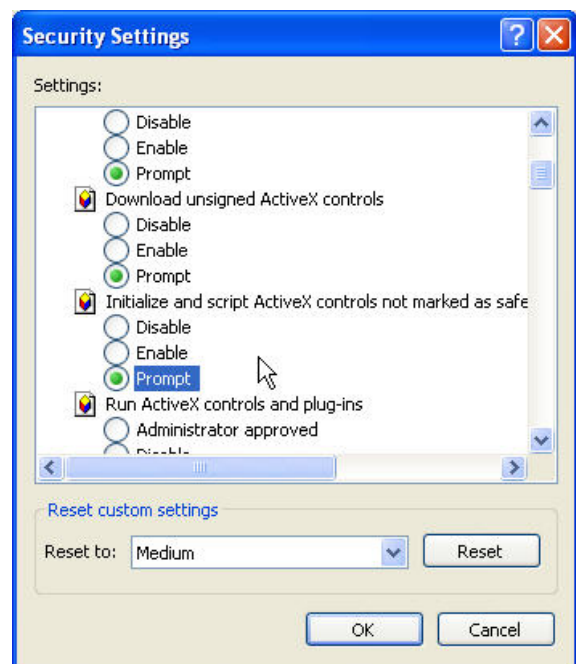 Security Settings
Settings:
Disable
Enable
Prompt
Download unsigned ActiveX controls
Disable
Enable
Prompt
Initialize and script ActiveX controls not marked as safe
Disable
Enable
Prompt
Run ActiveX controls and plug-ins
Administrator approved
Disable
Reset custom settings
Reset to: Medium Reset
OK Cancel